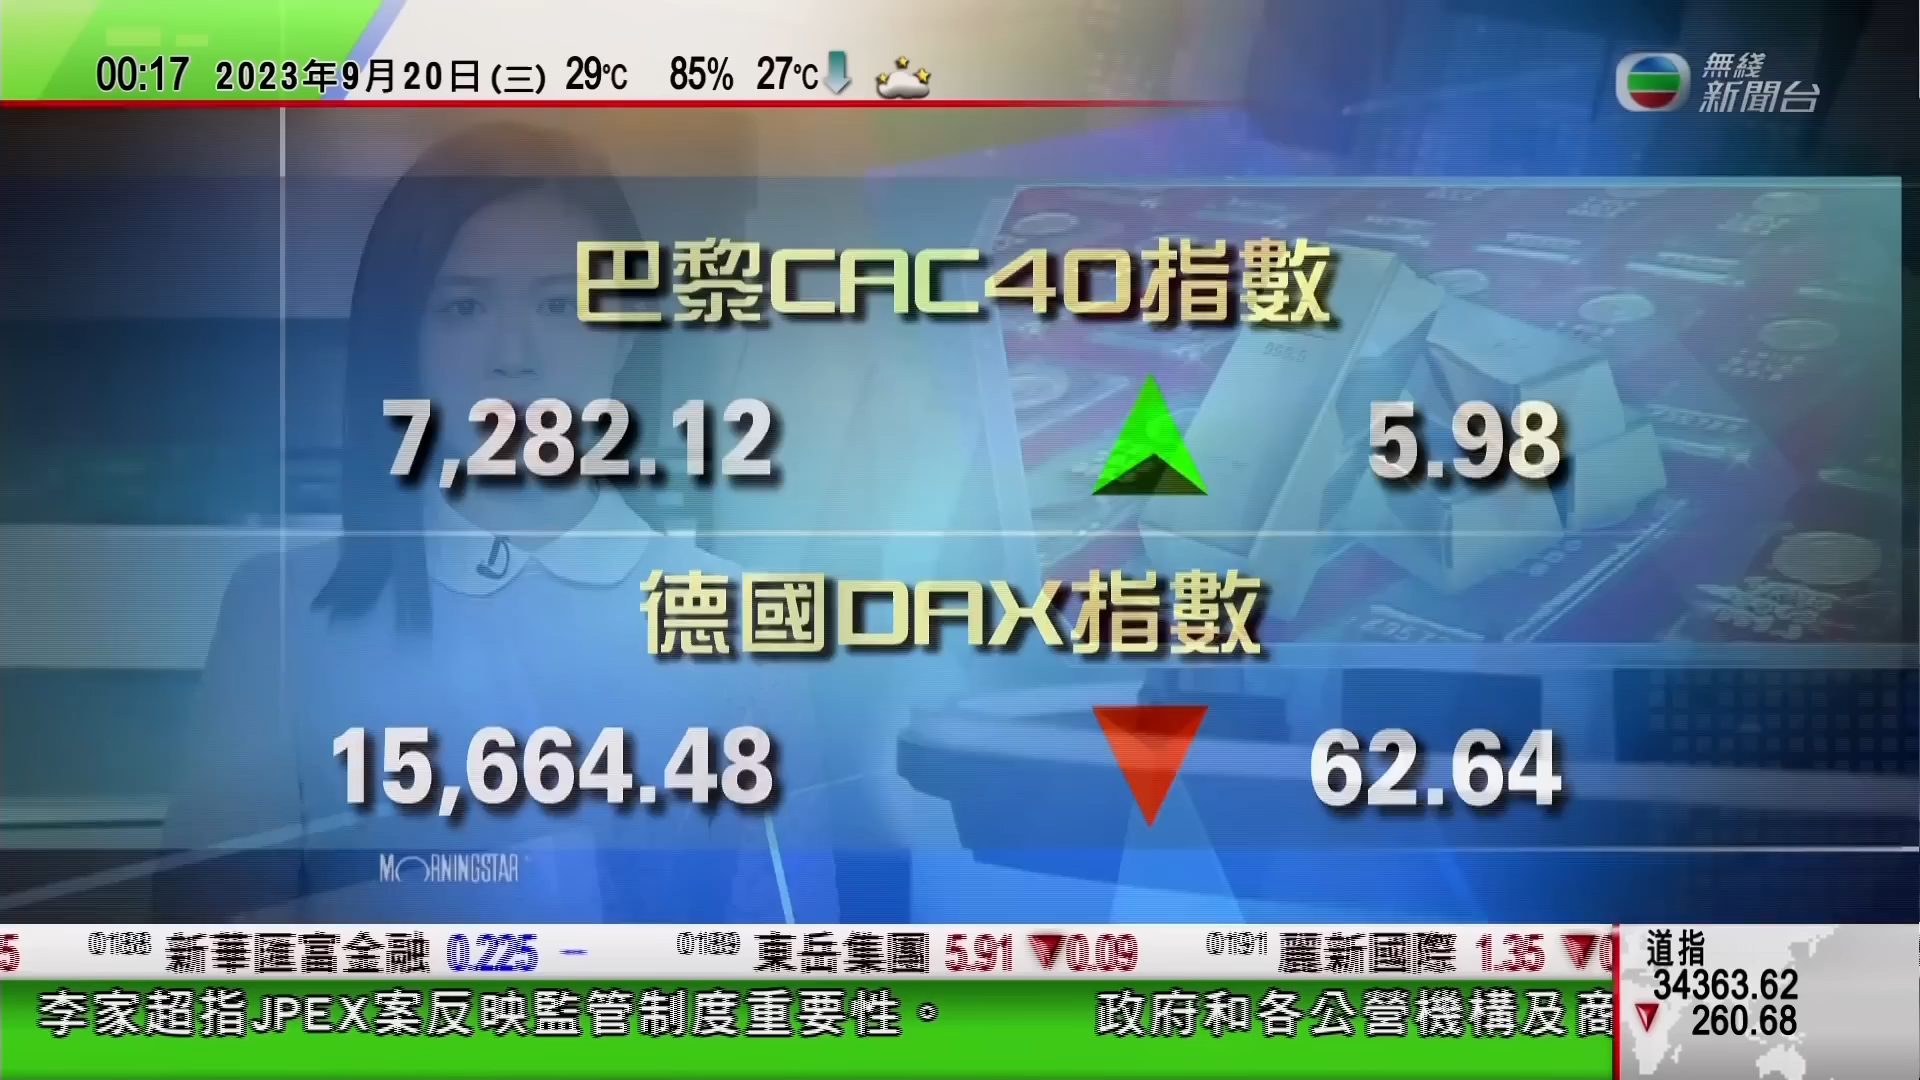 00:17 2023年9月20日(三) 29℃ 85% 27℃
無綫
新聞台
巴黎CAC40指數
7,282.12 5.98
德國DAX指數
15,664.48 62.64
MORNINGSTAR
5 0188 新華匯富金融 0.225 – 0189 東岳集團 5.91 ▼0.09 0191 麗新國際 1.35 ▼0
道指
34363.62
▼ 260.68
李家超指JPEX案反映監管制度重要性。 政府和各公營機構及商